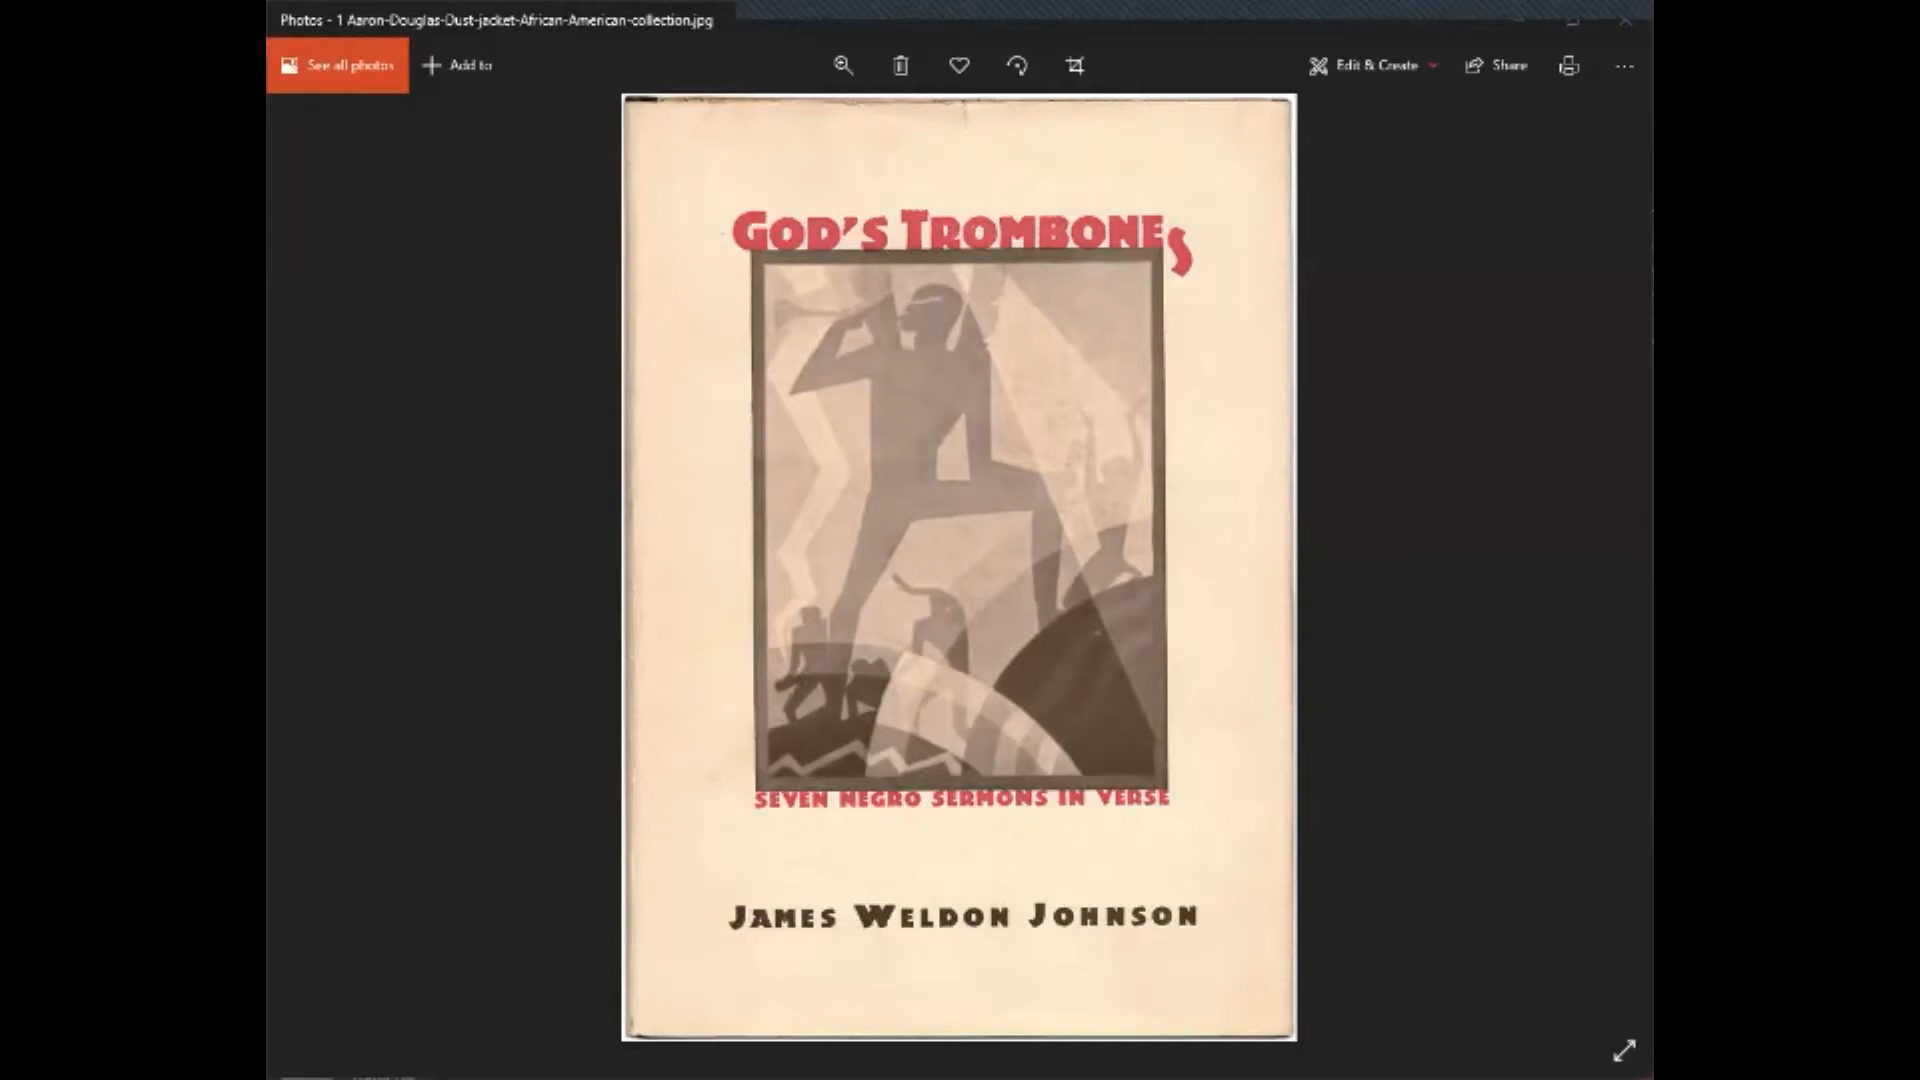 Photos - 1 Aaron-Douglas-Dust-jacket-African-American-collection.jpg
See all photos
Add to
Edit & Create
Share
GOD'S TROMBONES
SEVEN NEGRO SERMONS IN VERSE
JAMES WELDON JOHNSON